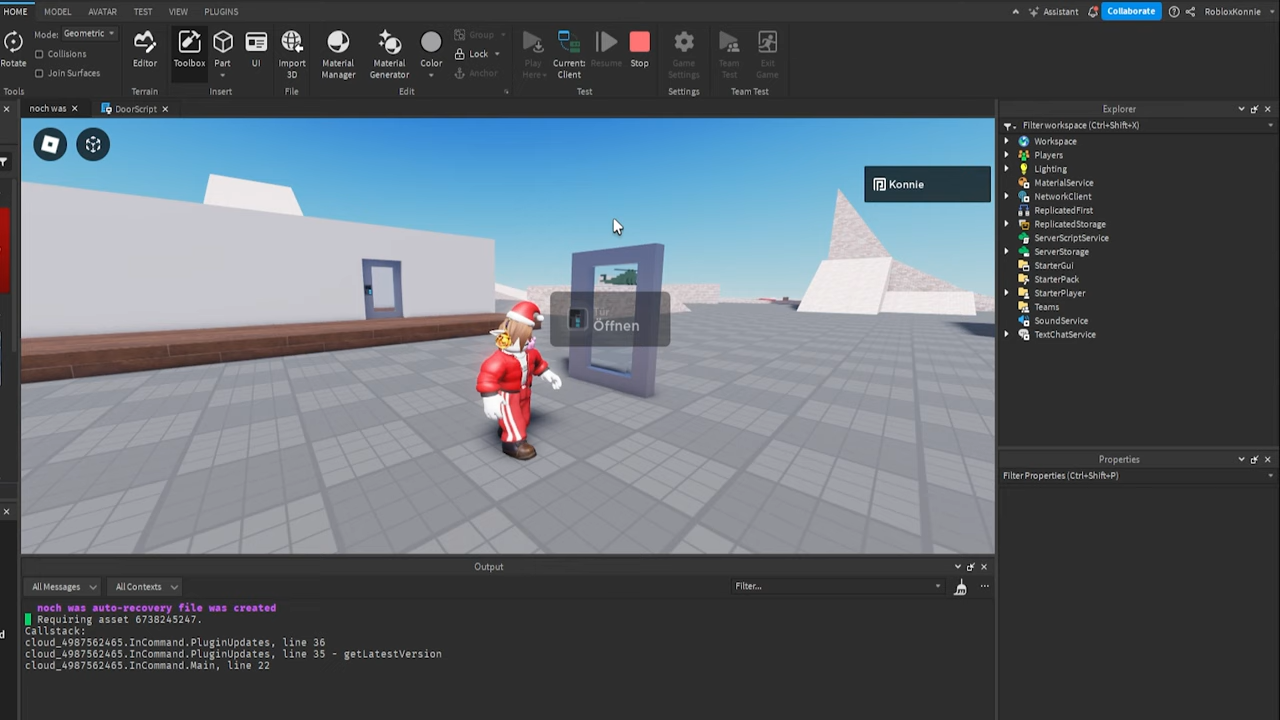 HOME MODEL AVATAR TEST VIEW PLUGINS
Assistant Collaborate RobloxKonnie
Mode: Geometric
Collisions
Join Surfaces
Rotate
Tools
Editor
Terrain
Toolbox
Part
UI
Insert
Import
3D
File
Material
Manager
Material
Generator
Color
Group
Lock
Anchor
Edit
Play
Here
Current:
Client
Resume
Stop
Test
Game
Settings
Settings
Team
Test
Exit
Game
Team Test
noch was DoorScript
Konnie
Tür
Öffnen
Explorer
Filter workspace (Ctrl+Shift+X)
Workspace
Players
Lighting
MaterialService
NetworkClient
ReplicatedFirst
ReplicatedStorage
ServerScriptService
ServerStorage
StarterGui
StarterPack
StarterPlayer
Teams
SoundService
TextChatService
Properties
Filter Properties (Ctrl+Shift+P)
Output
All Messages All Contexts Filter... ...
noch was auto-recovery file was created
Requiring asset 6738245247.
Callstack:
cloud_4987562465.InCommand.PluginUpdates, line 36
cloud_4987562465.InCommand.PluginUpdates, line 35 - getLatestVersion
cloud_4987562465.InCommand.Main, line 22